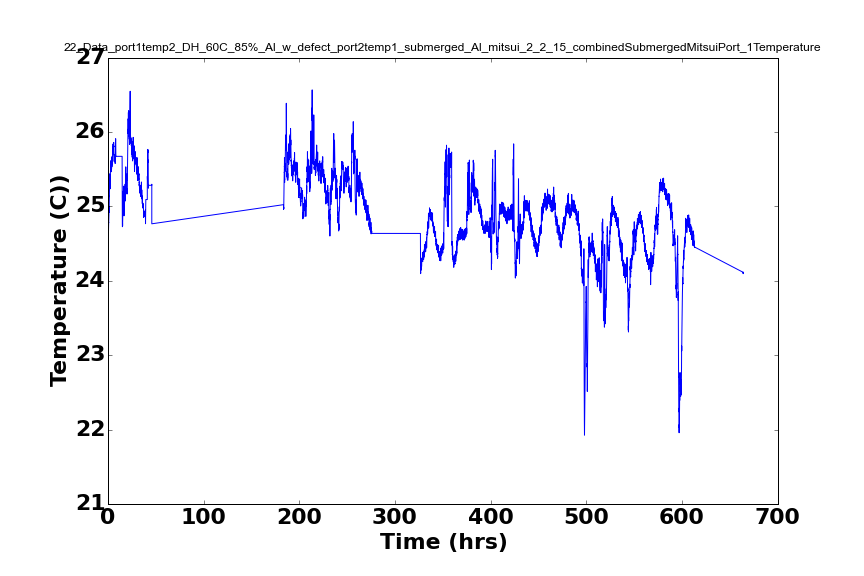 22_Data_port1temp2_DH_60C_85%_Al_w_defect_port2temp1_submerged_Al_mitsui_2_2_15_combinedSubmergedMitsuiPort_1Temperature
27
26
25
24
23
22
21
Temperature (C))
0 100 200 300 400 500 600 700
Time (hrs)